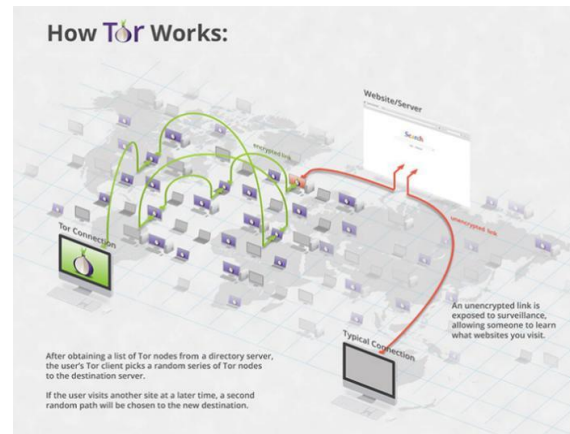 How Tor Works:
Website/Server
Search
encrypted link
unencrypted link
Tor Connection
An unencrypted link is
exposed to surveillance,
allowing someone to learn
what websites you visit.
Typical Connection
After obtaining a list of Tor nodes from a directory server,
the user's Tor client picks a random series of Tor nodes
to the destination server.
If the user visits another site at a later time, a second
random path will be chosen to the new destination.